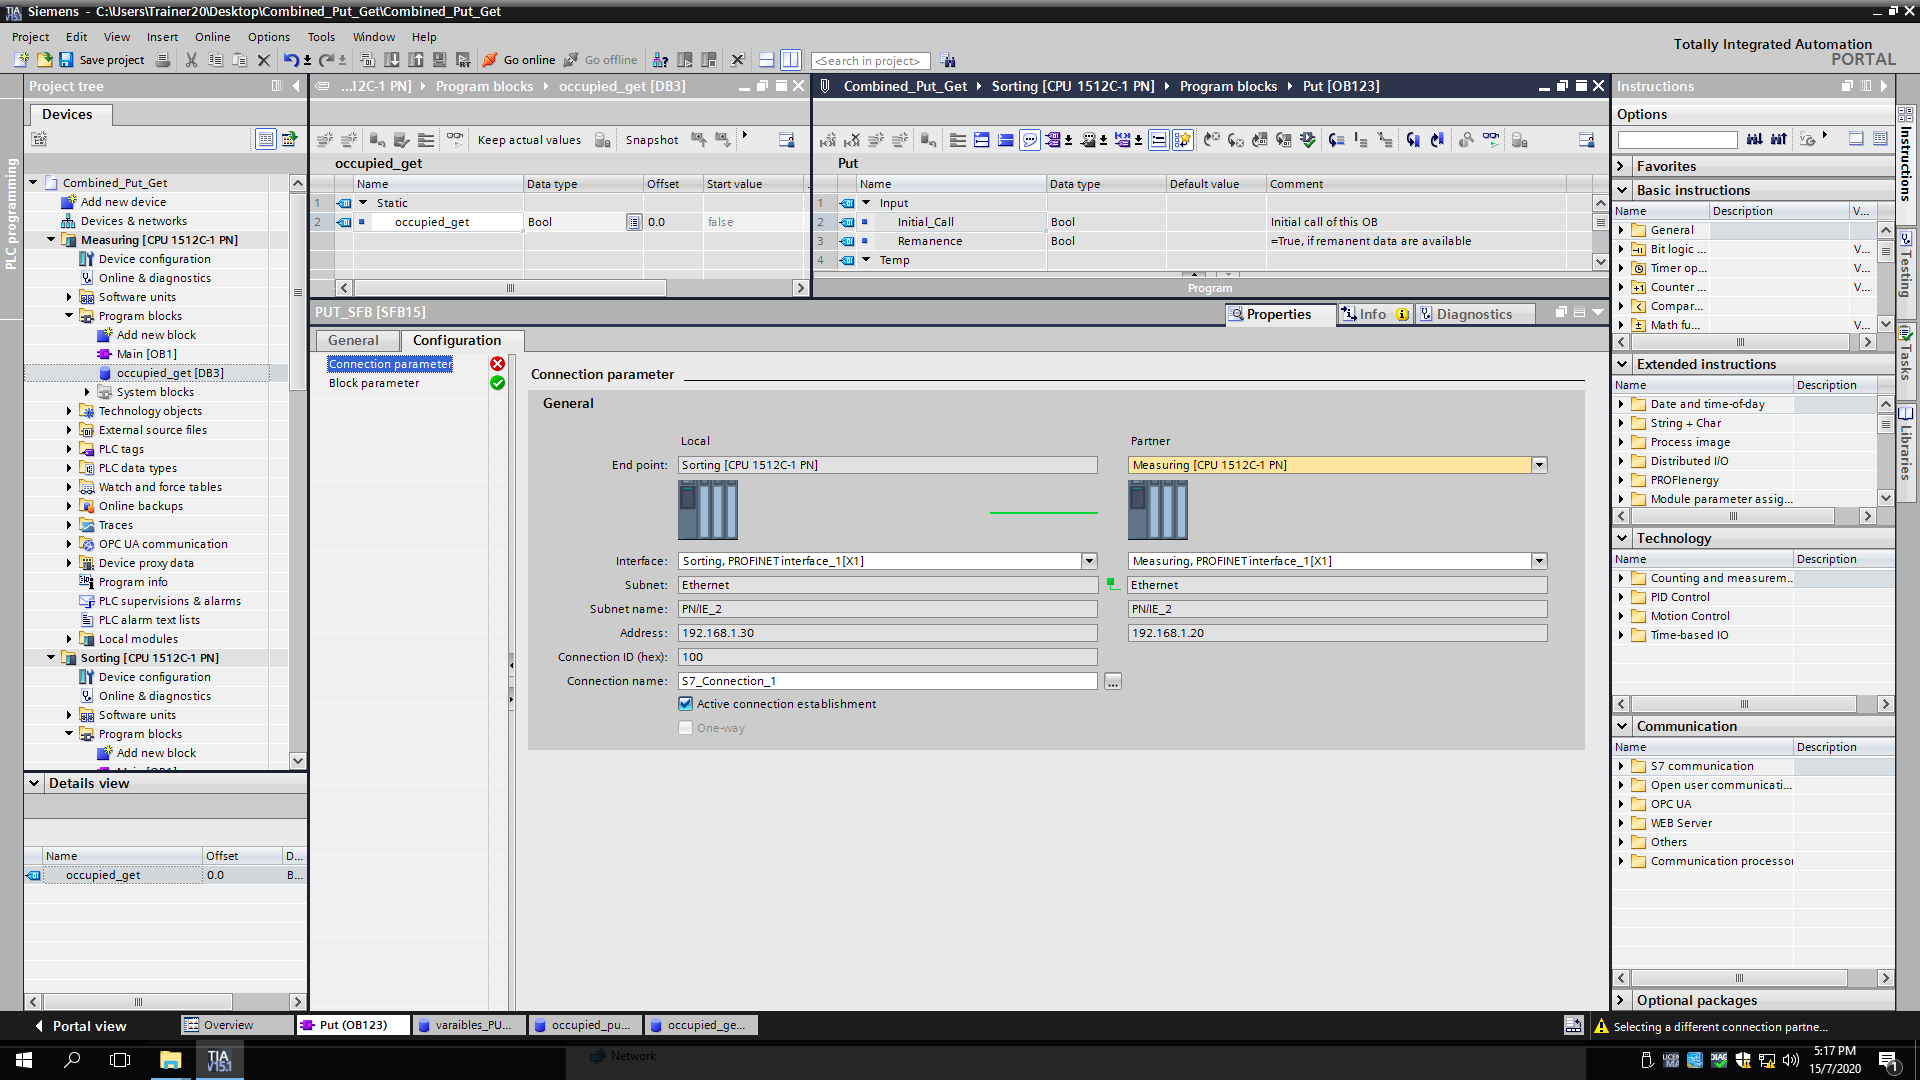 Siemens - C:\Users\Trainer20\Desktop\Combined_Put_Get\Combined_Put_Get
Project Edit View Insert Online Options Tools Window Help
Totally Integrated Automation
PORTAL
Save project
Go online
Go offline
<Search in project>
Project tree
Devices
PLC programming
Combined_Put_Get
Add new device
Devices & networks
Measuring [CPU 1512C-1 PN]
Device configuration
Online & diagnostics
Software units
Program blocks
Add new block
Main [OB1]
occupied_get [DB3]
System blocks
Technology objects
External source files
PLC tags
PLC data types
Watch and force tables
Online backups
Traces
OPC UA communication
Device proxy data
Program info
PLC supervisions & alarms
PLC alarm text lists
Local modules
Sorting [CPU 1512C-1 PN]
Device configuration
Online & diagnostics
Software units
Program blocks
Add new block
Details view
Name Offset D...
occupied_get 0.0 B...
...12C-1 PN] Program blocks occupied_get [DB3]
Keep actual values
Snapshot
occupied_get
Name Data type Offset Start value
1 Static
2 occupied_get Bool 0.0 false
Combined_Put_Get Sorting [CPU 1512C-1 PN] Program blocks Put [OB123]
Put
Name Data type Default value Comment
1 Input
2 Initial_Call Bool Initial call of this OB
3 Remanence Bool =True, if remanent data are available
4 Temp
Program
PUT_SFB [SFB15]
Properties
Info
Diagnostics
General
Configuration
Connection parameter
Block parameter
Connection parameter
General
Local Partner
End point: Sorting [CPU 1512C-1 PN] Measuring [CPU 1512C-1 PN]
Interface: Sorting, PROFINET interface_1[X1] Measuring, PROFINET interface_1[X1]
Subnet: Ethernet Ethernet
Subnet name: PN/IE_2 PN/IE_2
Address: 192.168.1.30 192.168.1.20
Connection ID (hex): 100
Connection name: S7_Connection_1 ...
Active connection establishment
One-way
Instructions
Options
Favorites
Basic instructions
Name Description V...
General
Bit logic ... V...
Timer op... V...
Counter ... V...
Compar...
Math fu... V...
Extended instructions
Name Description
Date and time-of-day
String + Char
Process image
Distributed I/O
PROFIenergy
Module parameter assig...
Technology
Name Description
Counting and measurem...
PID Control
Motion Control
Time-based IO
Communication
Name Description
S7 communication
Open user communicati...
OPC UA
WEB Server
Others
Communication processor
Optional packages
Instructions
Testing
Tasks
Libraries
Portal view
Overview
Put (OB123)
varaibles_PU...
occupied_pu...
occupied_ge...
Selecting a different connection partne...
Network
TIA
V15.1
5:17 PM
15/7/2020
1